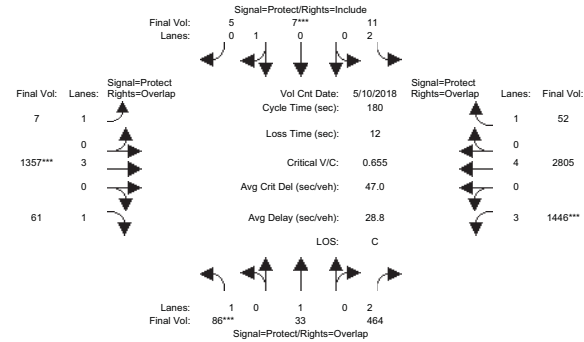 Signal=Protect/Rights=Include
Final Vol: 5 7*** 11
Lanes: 0 1 0 0 2
Signal=Protect Signal=Protect
Final Vol: Lanes: Rights=Overlap Vol Cnt Date: 5/10/2018 Rights=Overlap Lanes: Final Vol:
Cycle Time (sec): 180
7 1 1 52
Loss Time (sec): 12
0 0
1357*** 3 Critical V/C: 0.655 4 2805
0 Avg Crit Del (sec/veh): 47.0 0
61 1 Avg Delay (sec/veh): 28.8 3 1446***
LOS: C
Lanes: 1 0 1 0 2
Final Vol: 86*** 33 464
Signal=Protect/Rights=Overlap